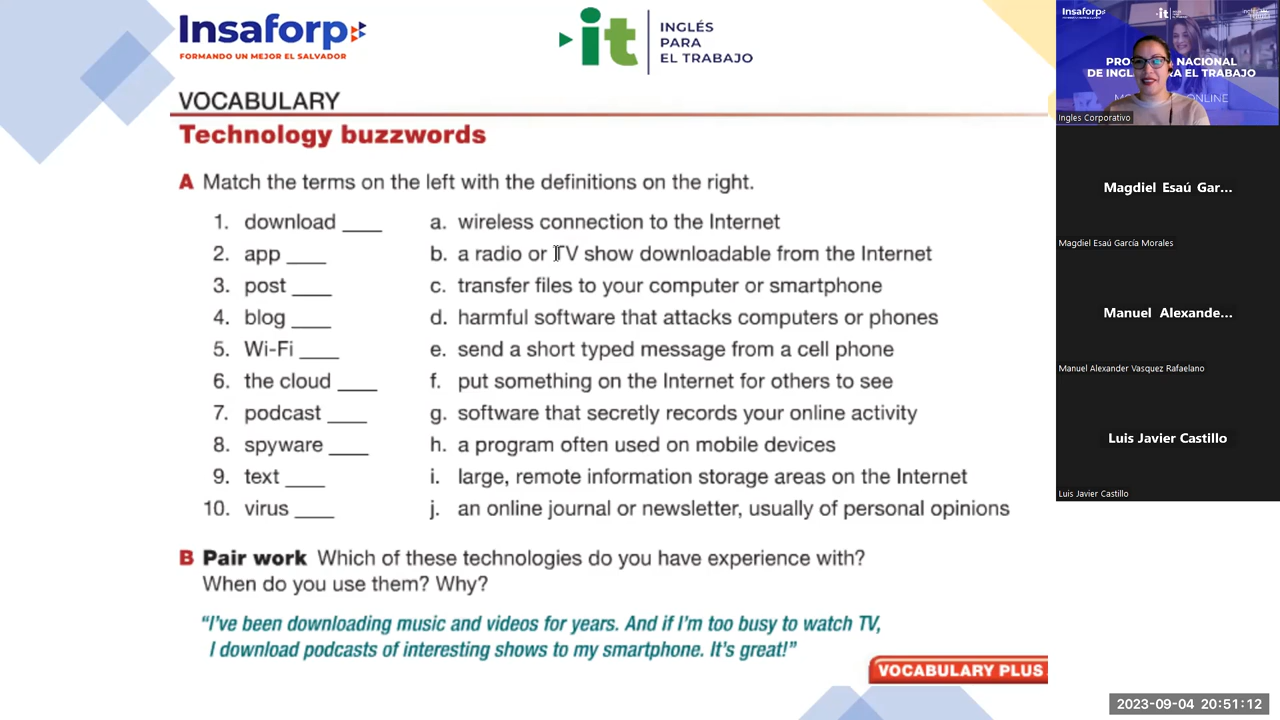 Insaforp
FORMANDO UN MEJOR EL SALVADOR
it
INGLÉS
PARA
EL TRABAJO
VOCABULARY
Technology buzzwords
A Match the terms on the left with the definitions on the right.
1. download ____ a. wireless connection to the Internet
2. app ____ b. a radio or TV show downloadable from the Internet
3. post ____ c. transfer files to your computer or smartphone
4. blog ____ d. harmful software that attacks computers or phones
5. Wi-Fi ____ e. send a short typed message from a cell phone
6. the cloud ____ f. put something on the Internet for others to see
7. podcast ____ g. software that secretly records your online activity
8. spyware ____ h. a program often used on mobile devices
9. text ____ i. large, remote information storage areas on the Internet
10. virus ____ j. an online journal or newsletter, usually of personal opinions
B Pair work Which of these technologies do you have experience with?
When do you use them? Why?
“I’ve been downloading music and videos for years. And if I’m too busy to watch TV,
I download podcasts of interesting shows to my smartphone. It’s great!”
VOCABULARY PLUS
Insaforp
it
PRO NACIONAL
DE INGL RA EL TRABAJO
NLINE
Ingles Corporativo
Magdiel Esaú Gar...
Magdiel Esaú García Morales
Manuel Alexande...
Manuel Alexander Vasquez Rafaelano
Luis Javier Castillo
Luis Javier Castillo
2023-09-04 20:51:12